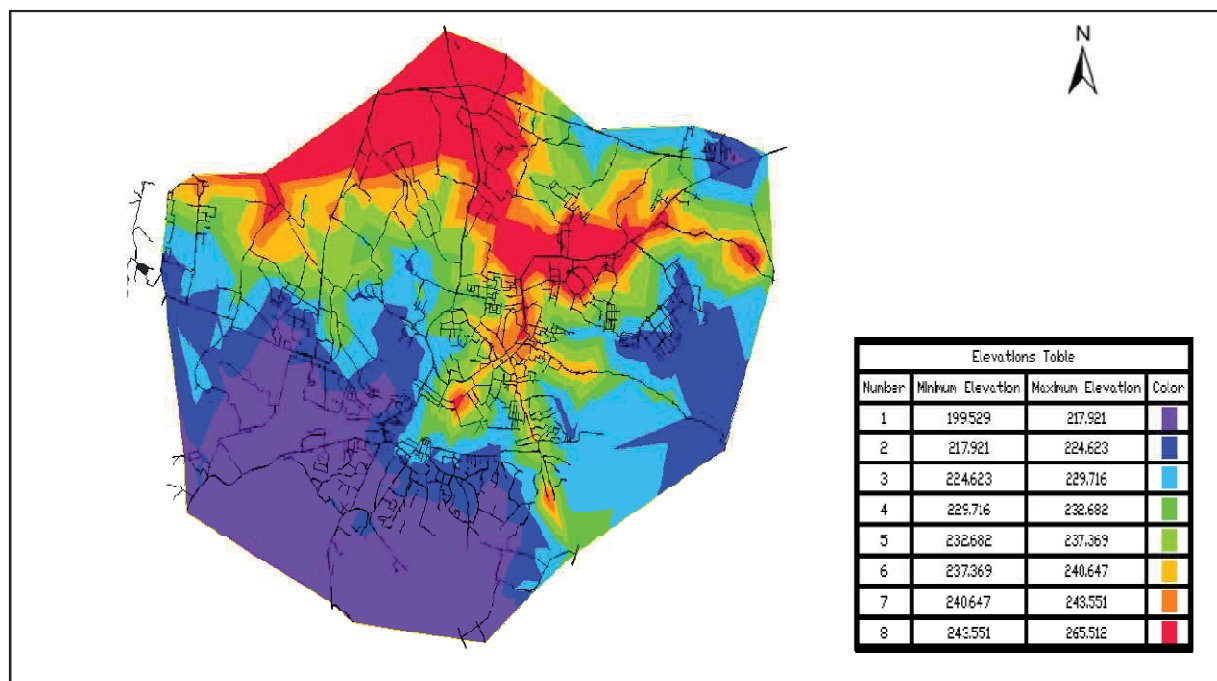 N
Elevations Table
Number Minimum Elevation Maximum Elevation Color
1 199.529 217.921
2 217.921 224.623
3 224.623 229.716
4 229.716 232.682
5 232.682 237.369
6 237.369 240.647
7 240.647 243.551
8 243.551 265.512